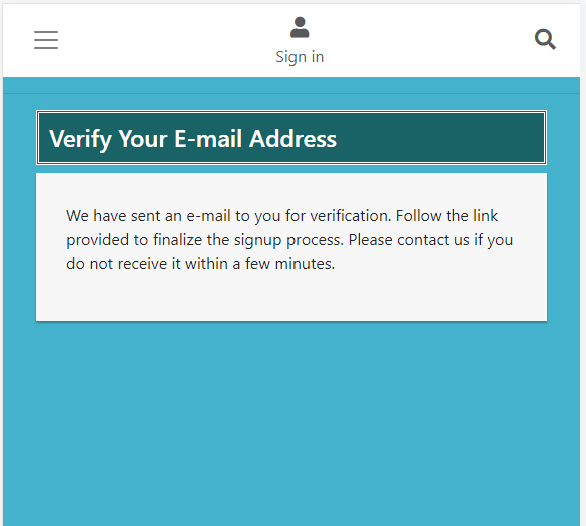 Sign in
Verify Your E-mail Address
We have sent an e-mail to you for verification. Follow the link
provided to finalize the signup process. Please contact us if you
do not receive it within a few minutes.